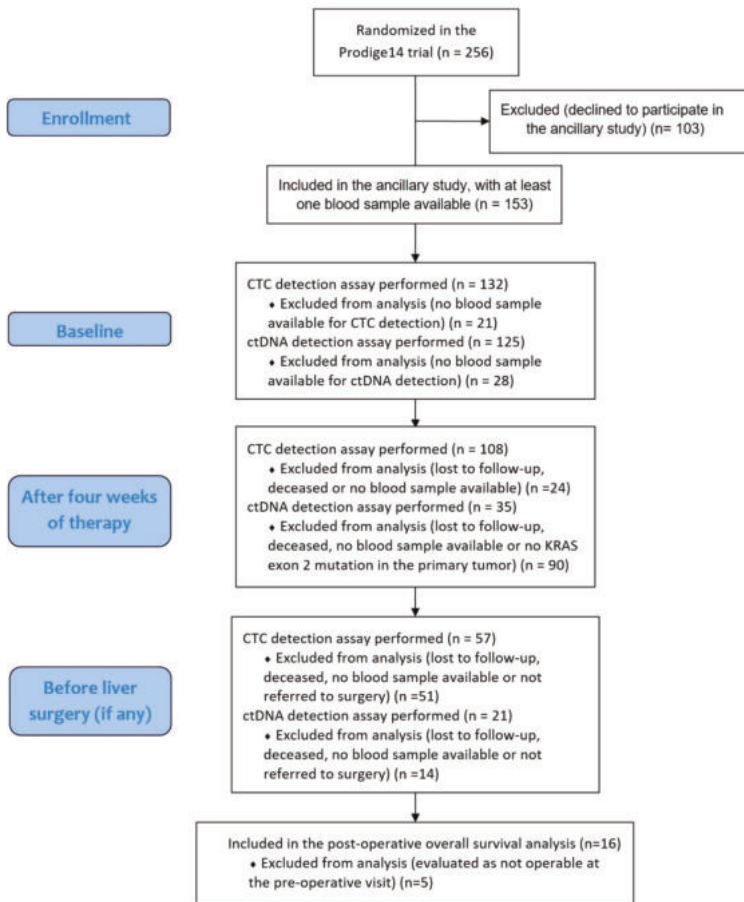 Randomized in the
Prodige14 trial (n = 256)
Enrollment
Excluded (declined to participate in
the ancillary study) (n= 103)
Included in the ancillary study, with at least
one blood sample available (n = 153)
Baseline
CTC detection assay performed (n = 132)
♦ Excluded from analysis (no blood sample
available for CTC detection) (n = 21)
ctDNA detection assay performed (n = 125)
♦ Excluded from analysis (no blood sample
available for ctDNA detection) (n = 28)
After four weeks
of therapy
CTC detection assay performed (n = 108)
♦ Excluded from analysis (lost to follow-up,
deceased or no blood sample available) (n =24)
ctDNA detection assay performed (n = 35)
♦ Excluded from analysis (lost to follow-up,
deceased, no blood sample available or no KRAS
exon 2 mutation in the primary tumor) (n = 90)
Before liver
surgery (if any)
CTC detection assay performed (n = 57)
♦ Excluded from analysis (lost to follow-up,
deceased, no blood sample available or not
referred to surgery) (n =51)
ctDNA detection assay performed (n = 21)
♦ Excluded from analysis (lost to follow-up,
deceased, no blood sample available or not
referred to surgery) (n =14)
Included in the post-operative overall survival analysis (n=16)
♦ Excluded from analysis (evaluated as not operable at
the pre-operative visit) (n=5)